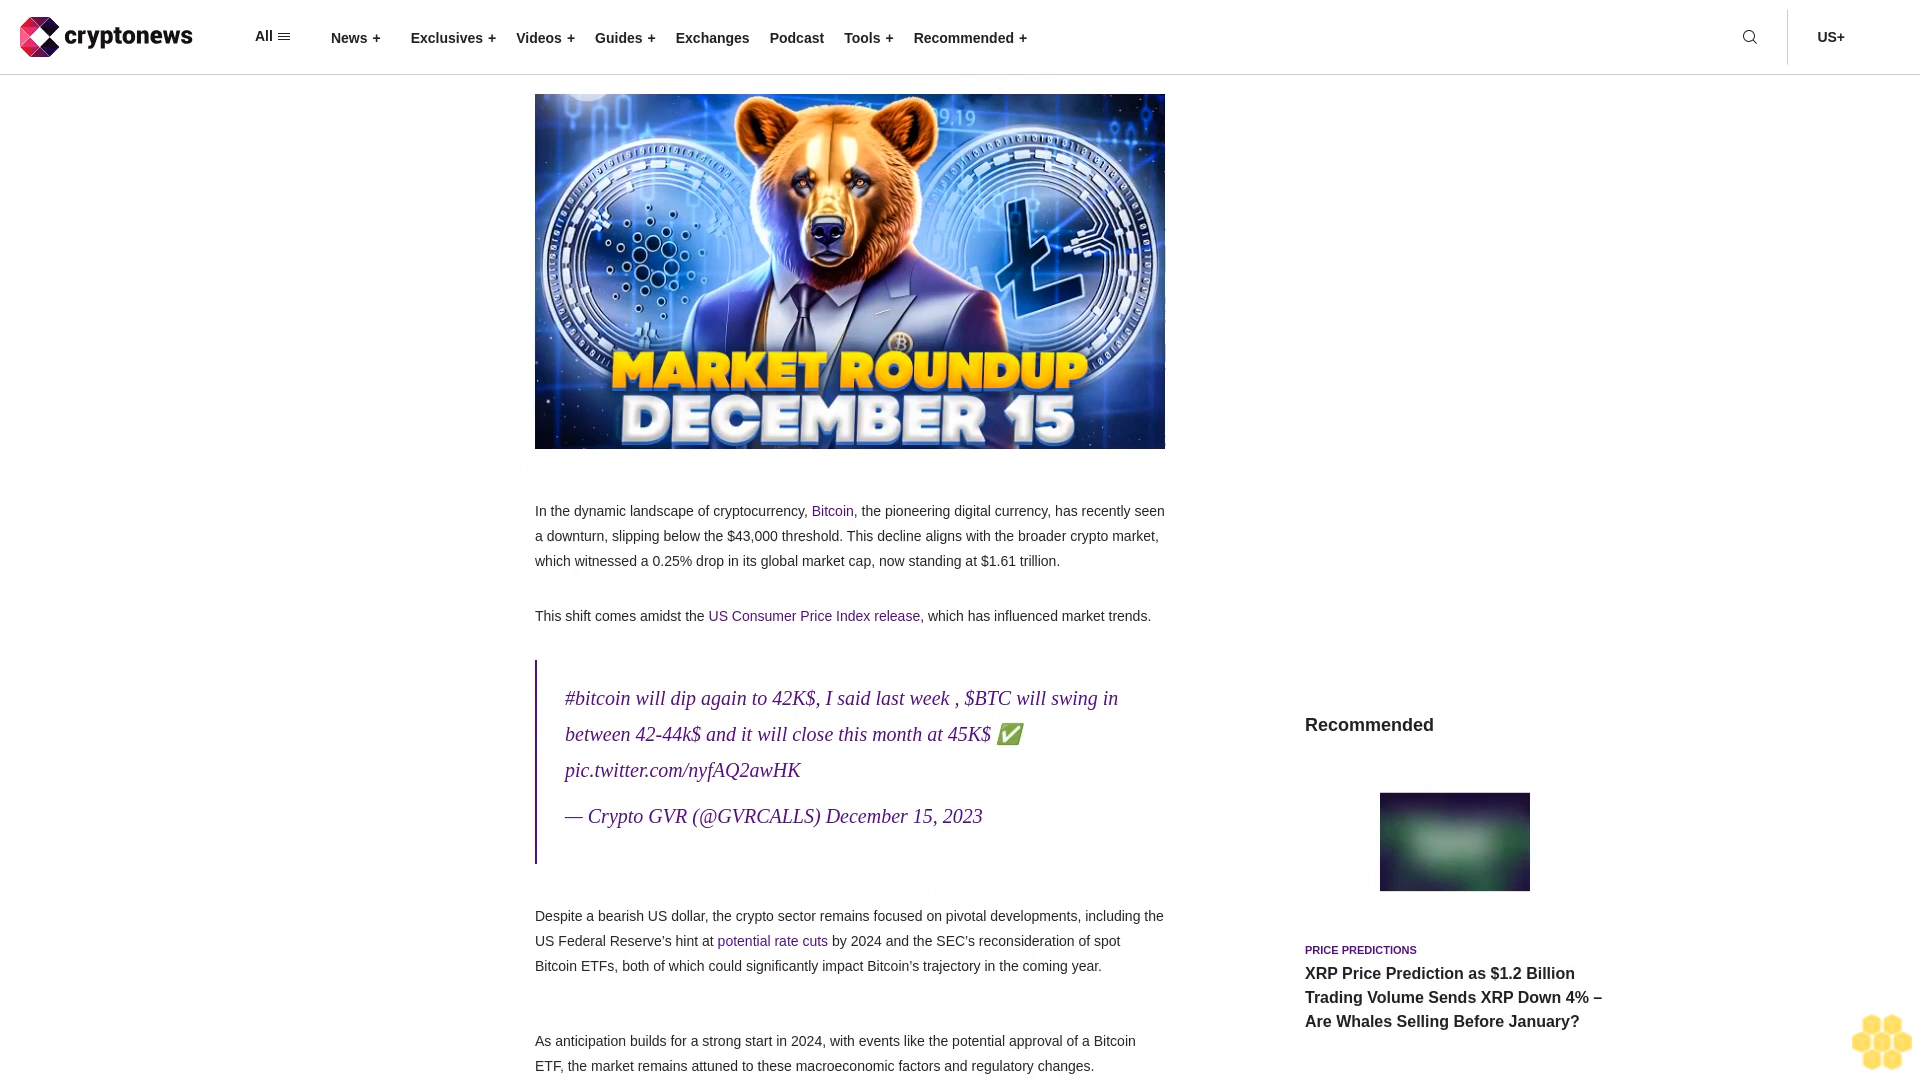 cryptonews
All
News +
Exclusives +
Videos +
Guides +
Exchanges
Podcast
Tools +
Recommended +
US+
9.19
MARKET ROUNDUP
DECEMBER 15
In the dynamic landscape of cryptocurrency, Bitcoin, the pioneering digital currency, has recently seen
a downturn, slipping below the $43,000 threshold. This decline aligns with the broader crypto market,
which witnessed a 0.25% drop in its global market cap, now standing at $1.61 trillion.
This shift comes amidst the US Consumer Price Index release, which has influenced market trends.
#bitcoin will dip again to 42K$, I said last week , $BTC will swing in
between 42-44k$ and it will close this month at 45K$ ✅
pic.twitter.com/nyfAQ2awHK
— Crypto GVR (@GVRCALLS) December 15, 2023
Despite a bearish US dollar, the crypto sector remains focused on pivotal developments, including the
US Federal Reserve’s hint at potential rate cuts by 2024 and the SEC’s reconsideration of spot
Bitcoin ETFs, both of which could significantly impact Bitcoin’s trajectory in the coming year.
As anticipation builds for a strong start in 2024, with events like the potential approval of a Bitcoin
ETF, the market remains attuned to these macroeconomic factors and regulatory changes.
Recommended
PRICE PREDICTIONS
XRP Price Prediction as $1.2 Billion
Trading Volume Sends XRP Down 4% –
Are Whales Selling Before January?